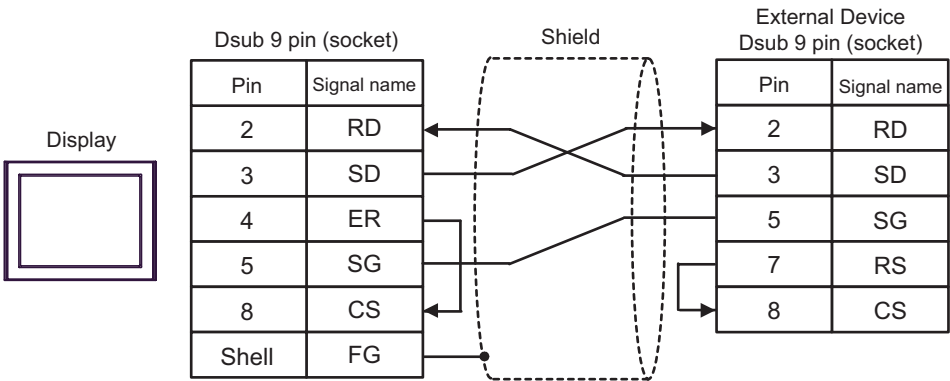 External Device
Dsub 9 pin (socket)
Shield
Dsub 9 pin (socket)
Pin Signal name
Pin Signal name
Display
2 RD
2 RD
3 SD
3 SD
4 ER
5 SG
5 SG
7 RS
8 CS
8 CS
Shell FG